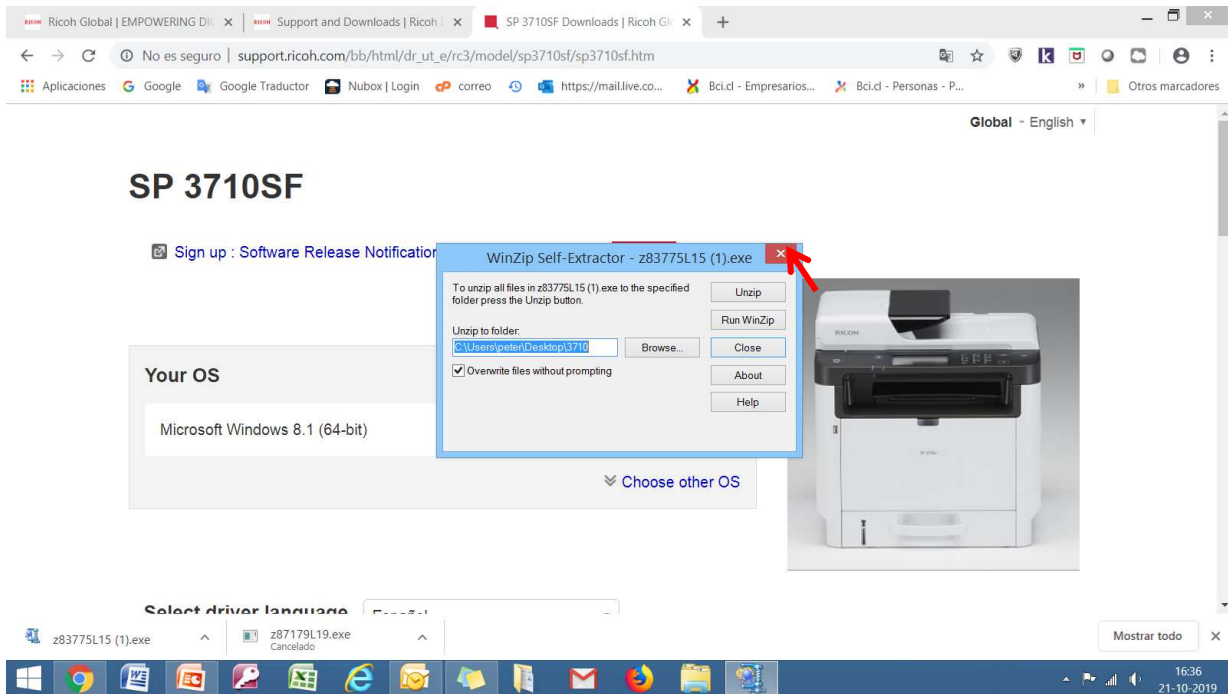 Ricoh Global | EMPOWERING DI
Support and Downloads | Ricoh
SP 3710SF Downloads | Ricoh Gl
No es seguro | support.ricoh.com/bb/html/dr_ut_e/rc3/model/sp3710sf/sp3710sf.htm
Aplicaciones Google Google Traductor Nubox | Login correo https://mail.live.co... Bci.cl - Empresarios... Bci.cl - Personas - P... » Otros marcadores
Global - English
SP 3710SF
Sign up : Software Release Notification
WinZip Self-Extractor - z83775L15 (1).exe
To unzip all files in z83775L15 (1).exe to the specified
folder press the Unzip button.
Unzip to folder:
C:\Users\peter\Desktop\3710
Browse...
Overwrite files without prompting
Unzip
Run WinZip
Close
About
Help
RICOH
Your OS
Microsoft Windows 8.1 (64-bit)
Choose other OS
Select driver language Español
z83775L15 (1).exe
z87179L19.exe
Cancelado
Mostrar todo
16:36
21-10-2019